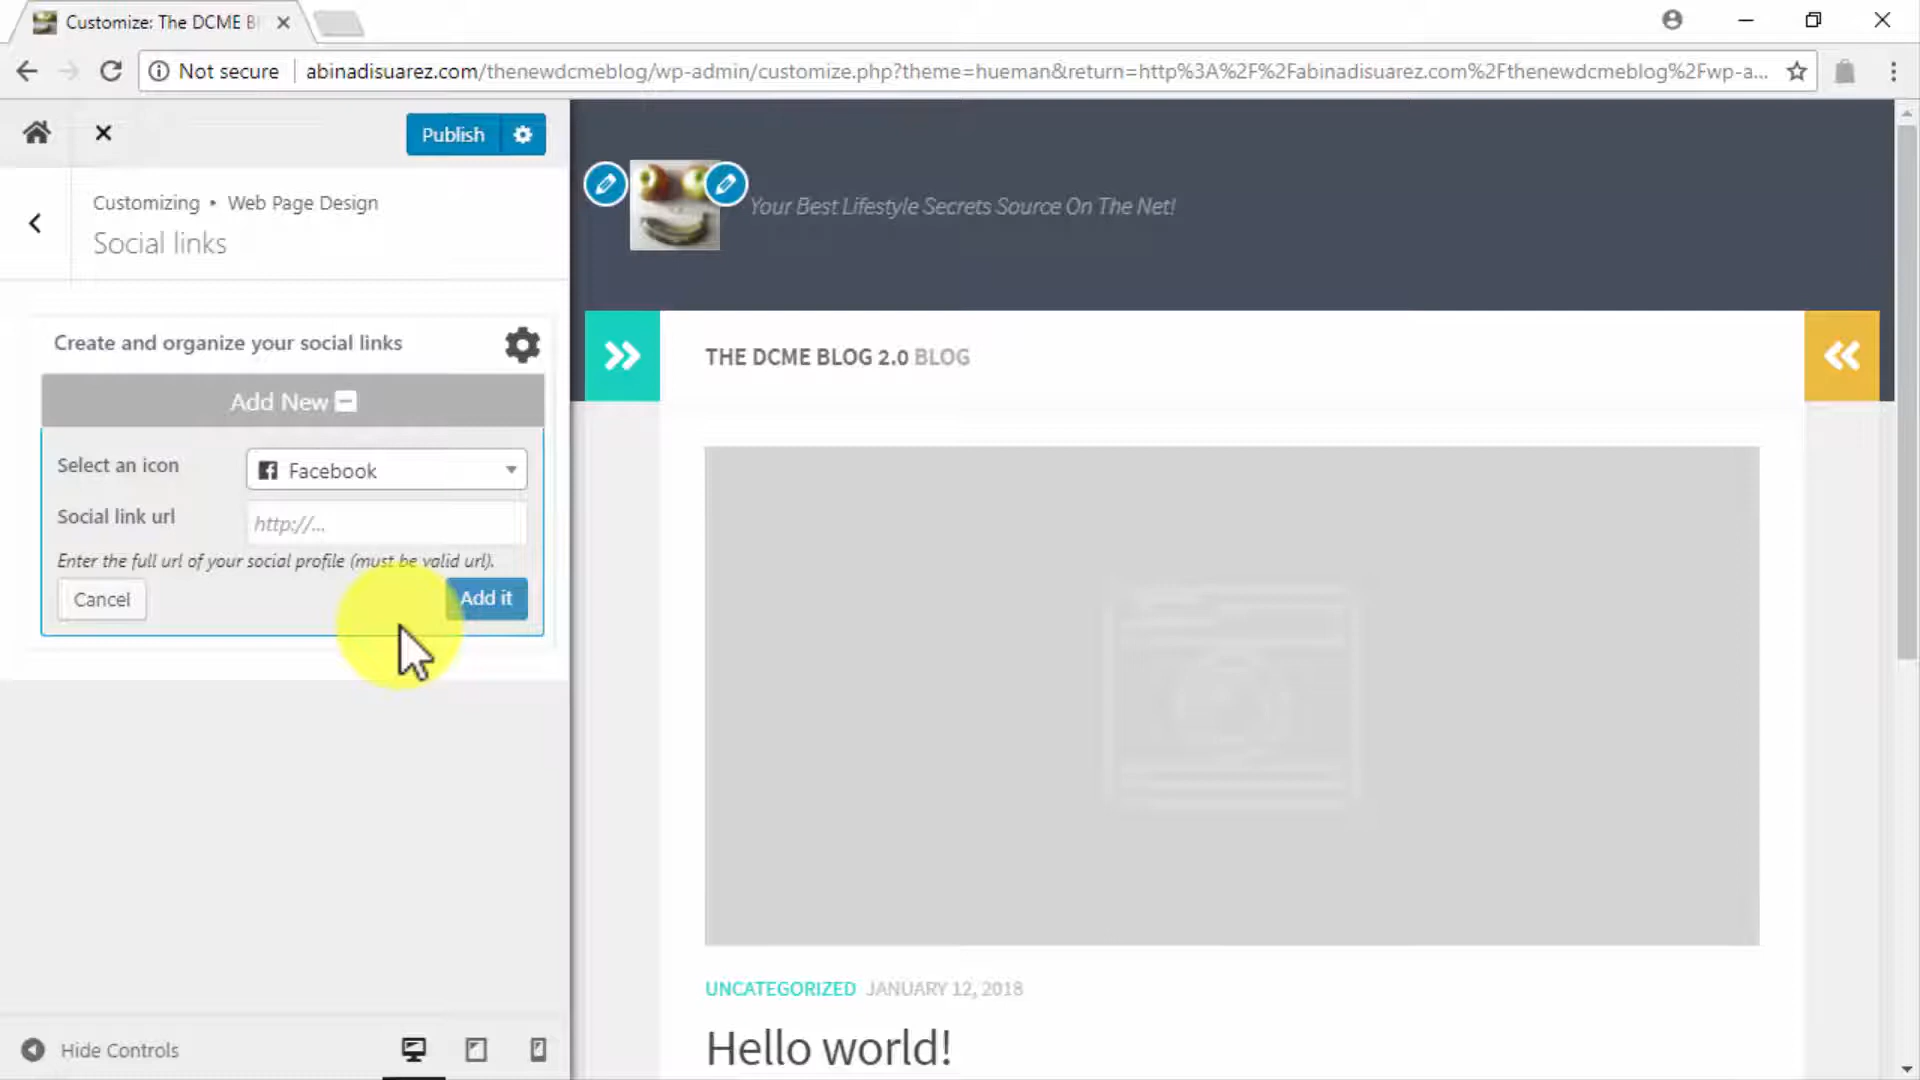 Customize: The DCME B
Not secure
abinadisuarez.com/thenewdcmeblog/wp-admin/customize.php?theme=hueman&return=http%3A%2F%2Fabinadisuarez.com%2Fthenewdcmeblog%2Fwp-a...
Publish
Customizing • Web Page Design
Social links
Your Best Lifestyle Secrets Source On The Net!
Create and organize your social links
THE DCME BLOG 2.0 BLOG
Add New
Select an icon
Facebook
Social link url
http://...
Enter the full url of your social profile (must be valid url).
Cancel
Add it
UNCATEGORIZED JANUARY 12, 2018
Hello world!
Hide Controls